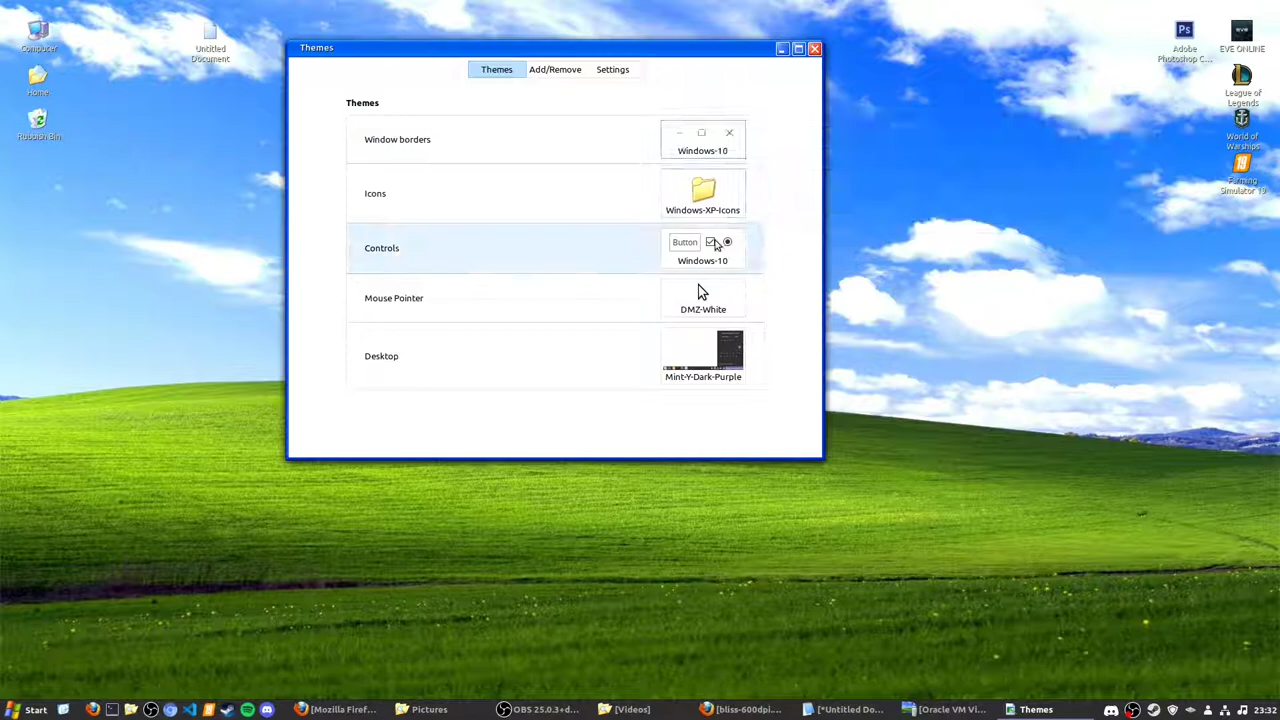 Computer
Home
Rubbish Bin
Untitled
Document
Themes
Themes Add/Remove Settings
Themes
Window borders
Windows-10
Icons
Windows-XP-Icons
Controls
Button
Windows-10
Mouse Pointer
DMZ-White
Desktop
Mint-Y-Dark-Purple
Ps
Adobe
Photoshop C...
EVE
EVE ONLINE
League of
Legends
World of
Warships
19
Farming
Simulator 19
Start
[Mozilla Firef...
Pictures
OBS 25.0.3+d...
[Videos]
[bliss-600dpi...
[*Untitled Do...
[Oracle VM Vi...
Themes
23:32